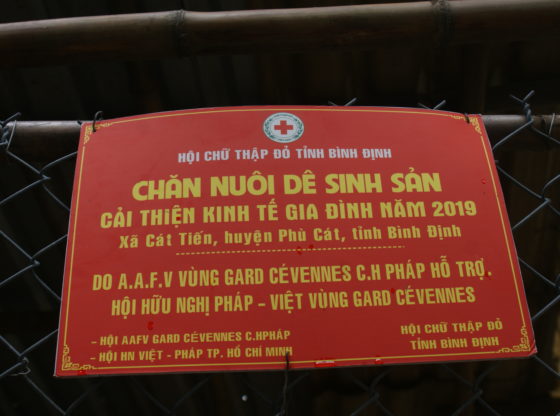 HỘI CHỮ THẬP ĐỎ TỈNH BÌNH ĐỊNH
CHĂN NUÔI DÊ SINH SẢN
CẢI THIỆN KINH TẾ GIA ĐÌNH NĂM 2019
Xã Cát Tiến, huyện Phù Cát, tỉnh Bình Định
DO A.A.F.V VÙNG GARD CÉVENNES C.H PHÁP HỖ TRỢ.
HỘI HỮU NGHỊ PHÁP - VIỆT VÙNG GARD CÉVENNES
- HỘI AAFV GARD CÉVENNES C.HPHÁP
- HỘI HN VIỆT - PHÁP TP. HỒ CHÍ MINH
HỘI CHỮ THẬP ĐỎ
TỈNH BÌNH ĐỊNH